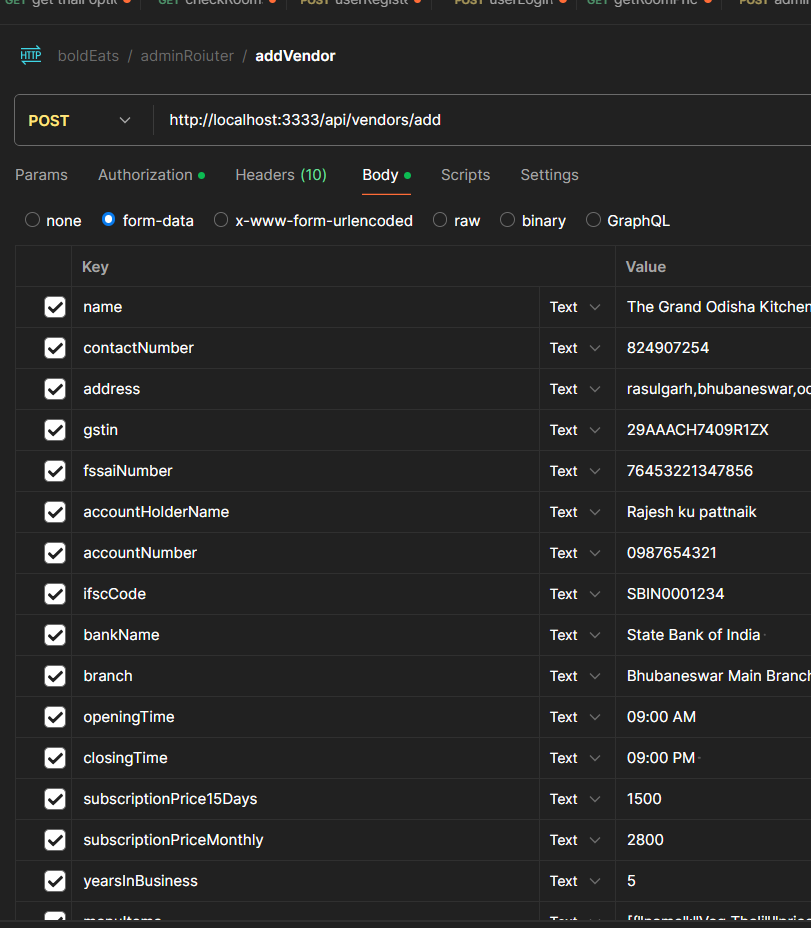 GET get thali opti
GET checkRoom
POST userRegiste
POST userLogin
GET getRoomPric
POST admin
HTTP boldEats / adminRoiuter / addVendor
POST http://localhost:3333/api/vendors/add
Params Authorization Headers (10) Body Scripts Settings
none form-data x-www-form-urlencoded raw binary GraphQL
Key Value
name Text The Grand Odisha Kitchen
contactNumber Text 824907254
address Text rasulgarh,bhubaneswar,od
gstin Text 29AAACH7409R1ZX
fssaiNumber Text 76453221347856
accountHolderName Text Rajesh ku pattnaik
accountNumber Text 0987654321
ifscCode Text SBIN0001234
bankName Text State Bank of India
branch Text Bhubaneswar Main Branch
openingTime Text 09:00 AM
closingTime Text 09:00 PM
subscriptionPrice15Days Text 1500
subscriptionPriceMonthly Text 2800
yearsInBusiness Text 5
menuItems Text